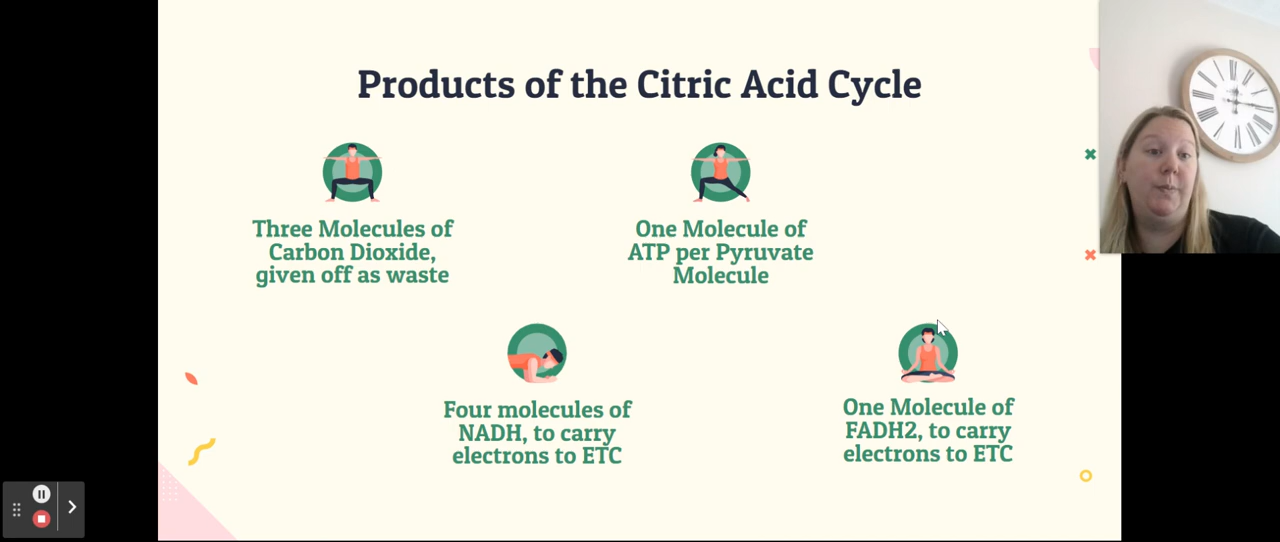 Products of the Citric Acid Cycle
Three Molecules of
Carbon Dioxide,
given off as waste
One Molecule of
ATP per Pyruvate
Molecule
Four molecules of
NADH, to carry
electrons to ETC
One Molecule of
FADH2, to carry
electrons to ETC